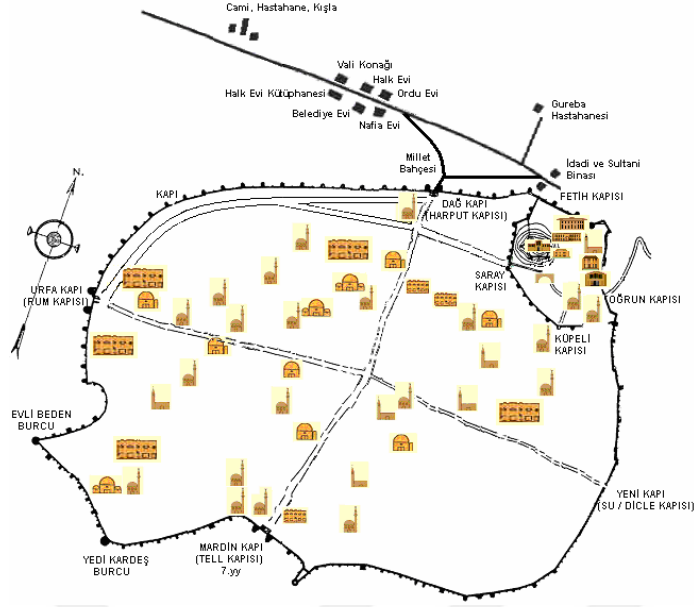 Cami, Hastahane, Kışla
Vali Konağı
Halk Evi
Halk Evi Kütüphanesi
Ordu Evi
Belediye Evi
Nafia Evi
Gureba
Hastahanesi
Millet
Bahçesi
İdadi ve Sultani
Binası
FETİH KAPISI
N.
KAPI
DAĞ KAPI
(HARPUT KAPISI)
SARAY
KAPISI
URFA KAPI
(RUM KAPISI)
OĞRUN KAPISI
KÜPELİ
KAPISI
EVLİ BEDEN
BURCU
YENİ KAPI
(SU / DİCLE KAPISI)
MARDİN KAPI
(TELL KAPISI)
7.yy
YEDİ KARDEŞ
BURCU